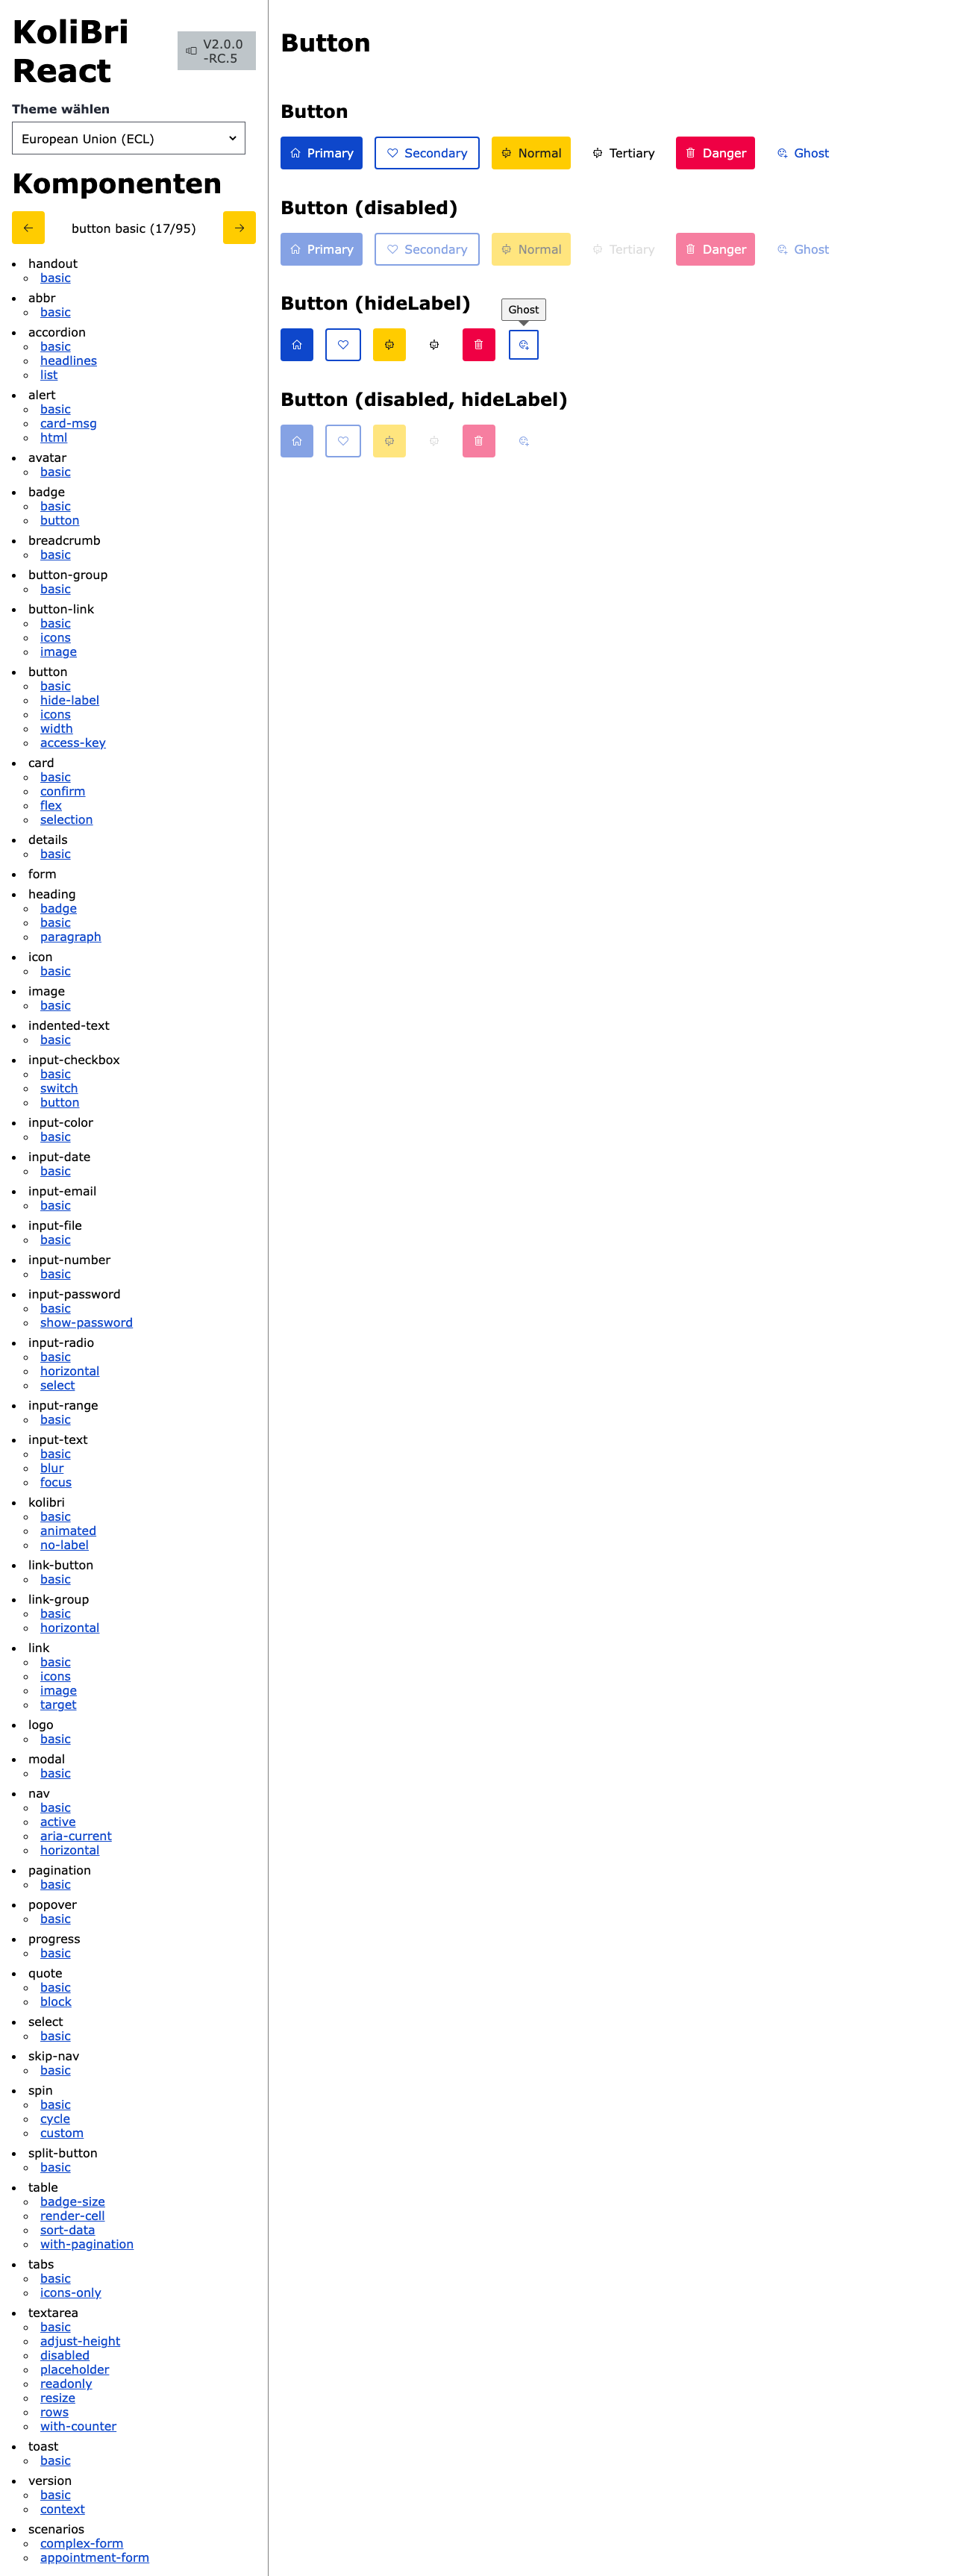 KoliBri
React
V2.0.0
-RC.5
Theme wählen
European Union (ECL)
Komponenten
button basic (17/95)
handout
basic
abbr
basic
accordion
basic
headlines
list
alert
basic
card-msg
html
avatar
basic
badge
basic
button
breadcrumb
basic
button-group
basic
button-link
basic
icons
image
button
basic
hide-label
icons
width
access-key
card
basic
confirm
flex
selection
details
basic
form
heading
badge
basic
paragraph
icon
basic
image
basic
indented-text
basic
input-checkbox
basic
switch
button
input-color
basic
input-date
basic
input-email
basic
input-file
basic
input-number
basic
input-password
basic
show-password
input-radio
basic
horizontal
select
input-range
basic
input-text
basic
blur
focus
kolibri
basic
animated
no-label
link-button
basic
link-group
basic
horizontal
link
basic
icons
image
target
logo
basic
modal
basic
nav
basic
active
aria-current
horizontal
pagination
basic
popover
basic
progress
basic
quote
basic
block
select
basic
skip-nav
basic
spin
basic
cycle
custom
split-button
basic
table
badge-size
render-cell
sort-data
with-pagination
tabs
basic
icons-only
textarea
basic
adjust-height
disabled
placeholder
readonly
resize
rows
with-counter
toast
basic
version
basic
context
scenarios
complex-form
appointment-form
Button
Button
Primary Secondary Normal Tertiary Danger Ghost
Button (disabled)
Primary Secondary Normal Tertiary Danger Ghost
Button (hideLabel)
Ghost
Button (disabled, hideLabel)